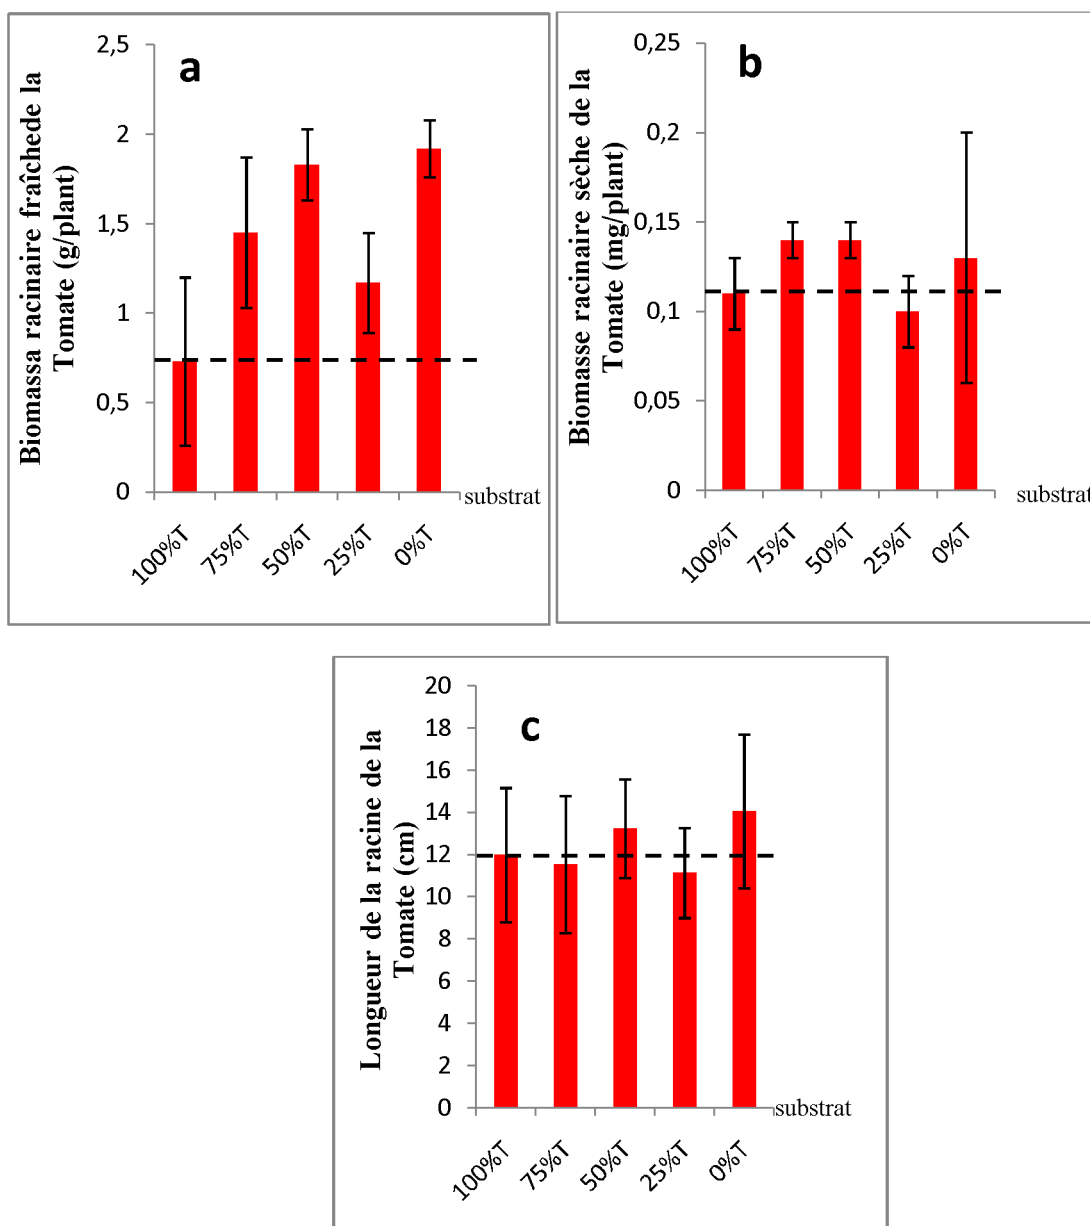 a
Biomassa racinaire fraîchede la
Tomate (g/plant)
2,5
2
1,5
1
0,5
0
substrat
100%T
75%T
50%T
25%T
0%T
b
Biomasse racinaire sèche de la
Tomate (mg/plant)
0,25
0,2
0,15
0,1
0,05
0
substrat
100%T
75%T
50%T
25%T
0%T
c
Longueur de la racine de la
Tomate (cm)
20
18
16
14
12
10
8
6
4
2
0
substrat
100%T
75%T
50%T
25%T
0%T